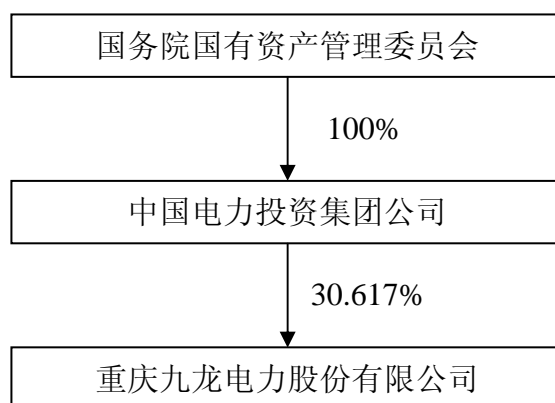 国务院国有资产管理委员会
100%
中国电力投资集团公司
30.617%
重庆九龙电力股份有限公司